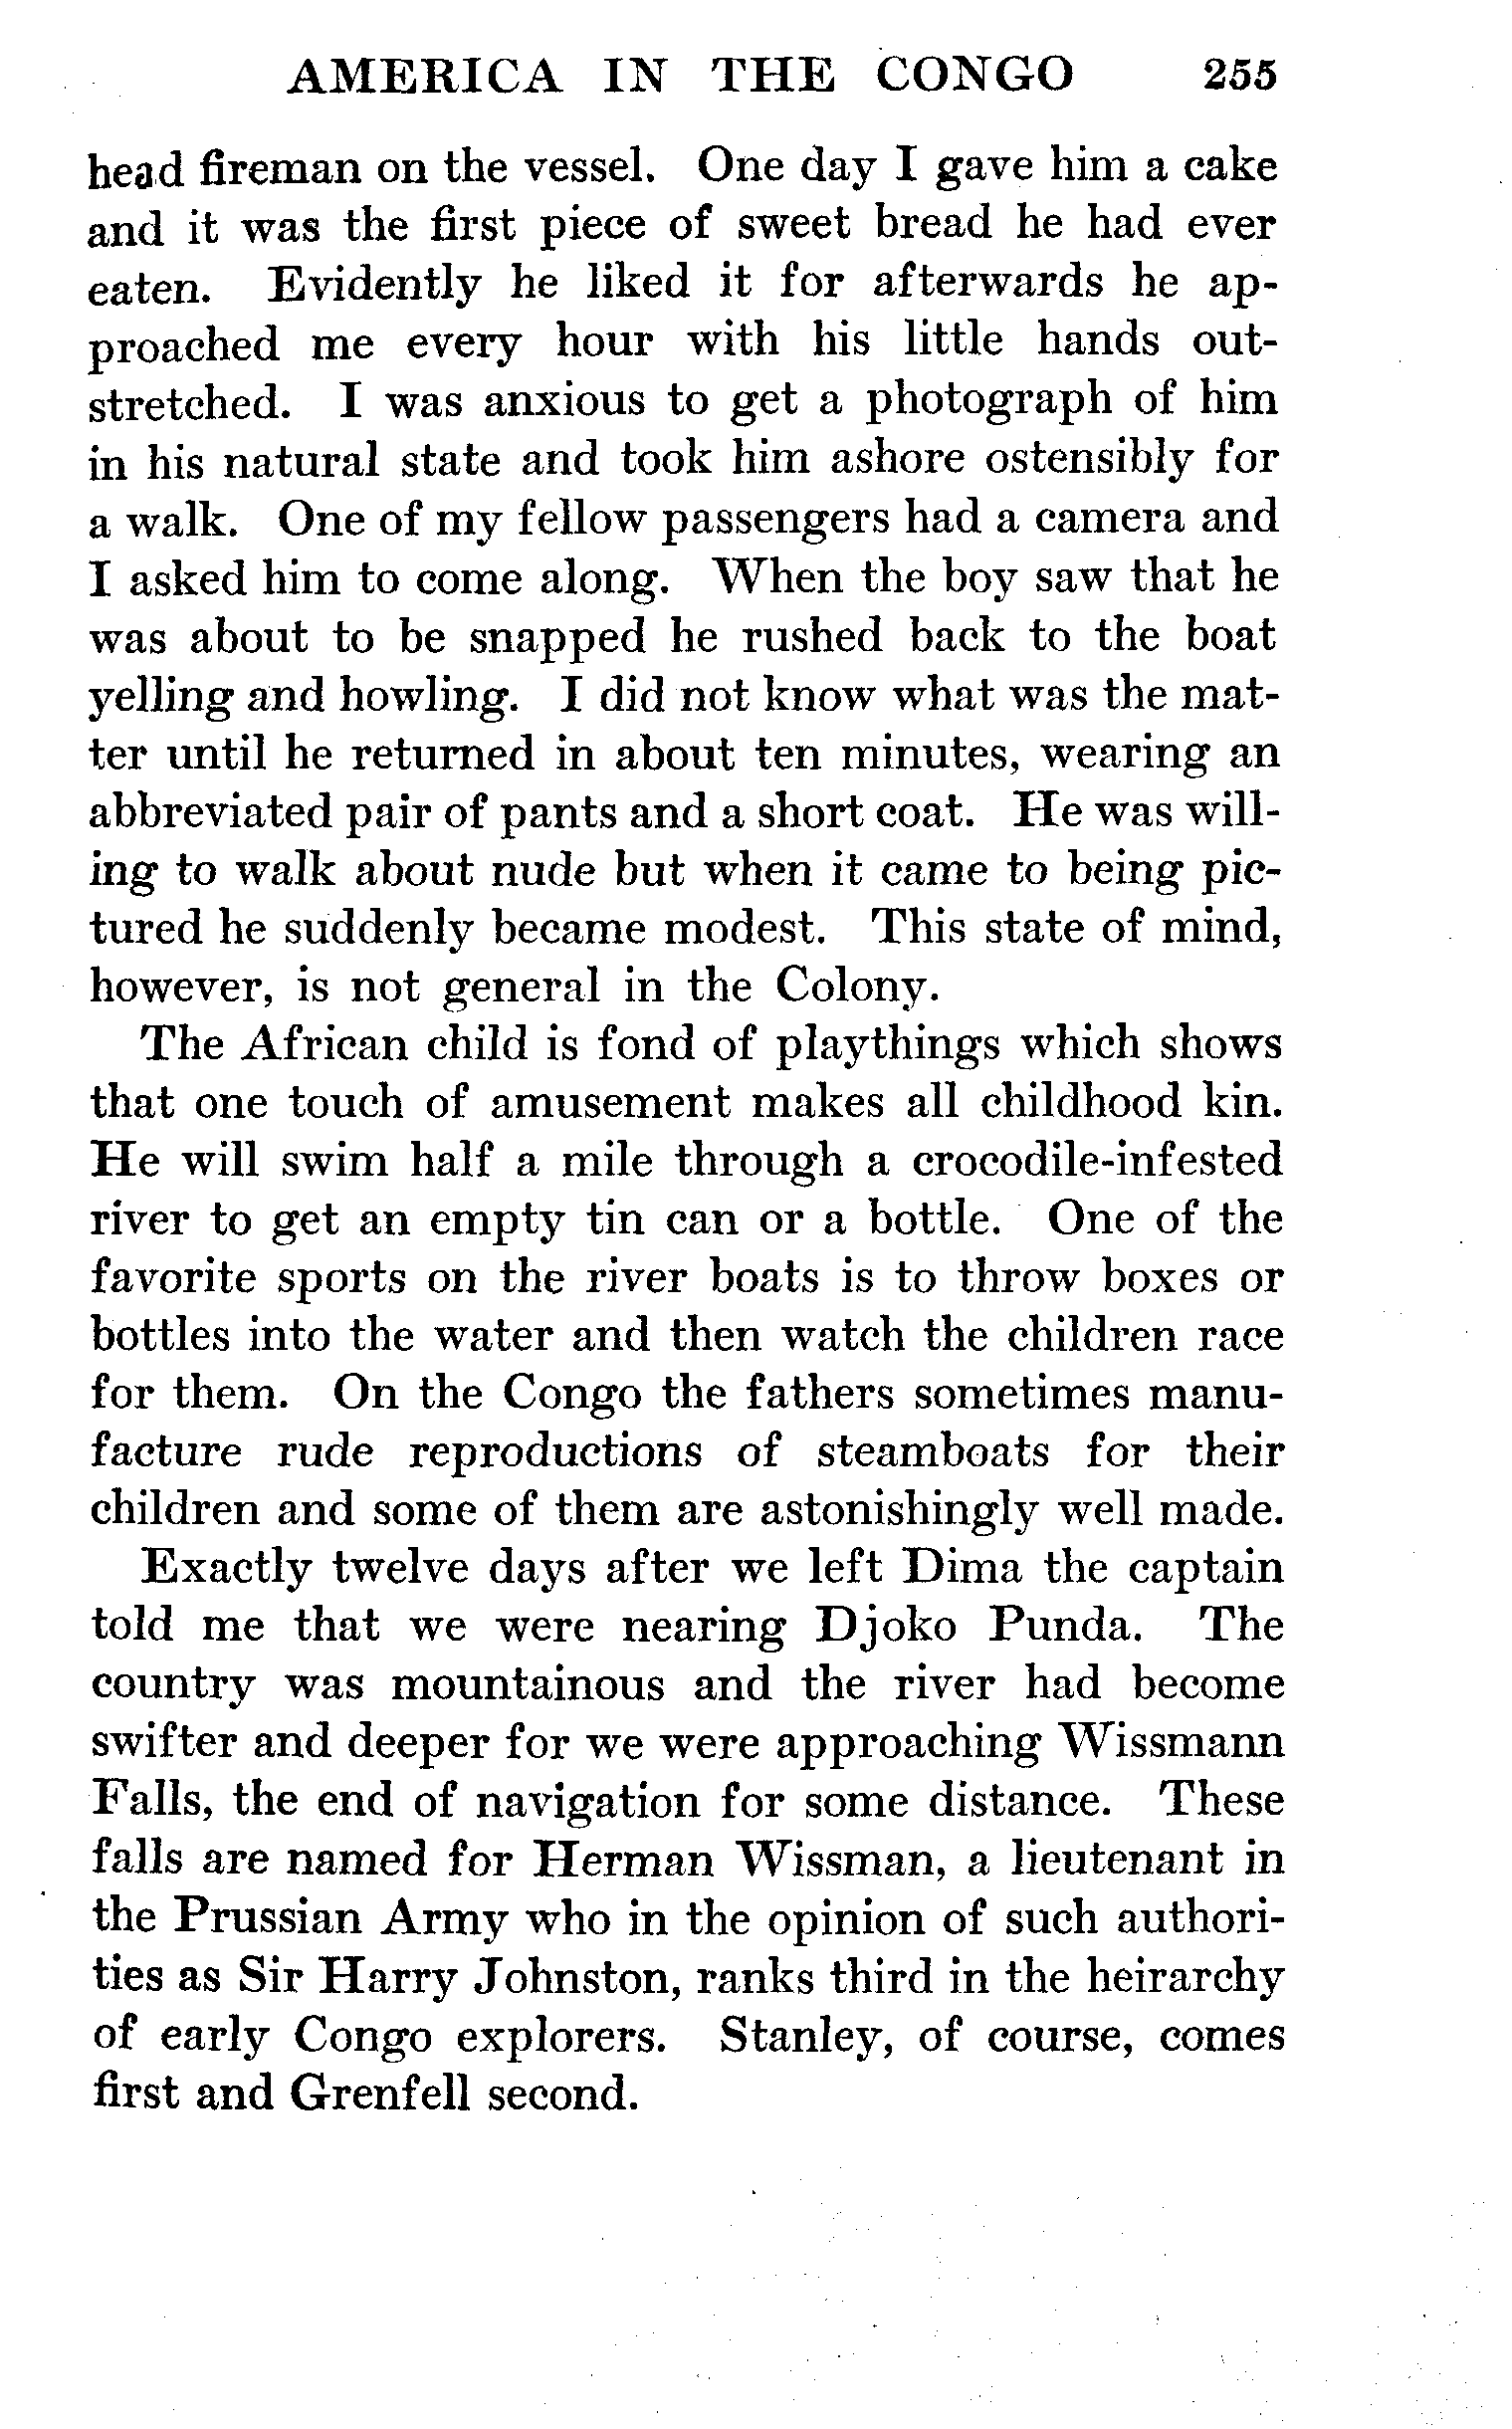 AMERICA IN THE CONGO 255
head fireman on the vessel. One day I gave him a cake
and it was the first piece of sweet bread he had ever
eaten. Evidently he liked it for afterwards he ap-
proached me every hour with his little hands out-
stretched. I was anxious to get a photograph of him
in his natural state and took him ashore ostensibly for
a walk. One of my fellow passengers had a camera and
I asked him to come along. When the boy saw that he
was about to be snapped he rushed back to the boat
yelling and howling. I did not know what was the mat-
ter until he returned in about ten minutes, wearing an
abbreviated pair of pants and a short coat. He was will-
ing to walk about nude but when it came to being pic-
tured he suddenly became modest. This state of mind,
however, is not general in the Colony.
The African child is fond of playthings which shows
that one touch of amusement makes all childhood kin.
He will swim half a mile through a crocodile-infested
river to get an empty tin can or a bottle. One of the
favorite sports on the river boats is to throw boxes or
bottles into the water and then watch the children race
for them. On the Congo the fathers sometimes manu-
facture rude reproductions of steamboats for their
children and some of them are astonishingly well made.
Exactly twelve days after we left Dima the captain
told me that we were nearing Djoko Punda. The
country was mountainous and the river had become
swifter and deeper for we were approaching Wissmann
Falls, the end of navigation for some distance. These
falls are named for Herman Wissman, a lieutenant in
the Prussian Army who in the opinion of such authori-
ties as Sir Harry Johnston, ranks third in the heirarchy
of early Congo explorers. Stanley, of course, comes
first and Grenfell second.